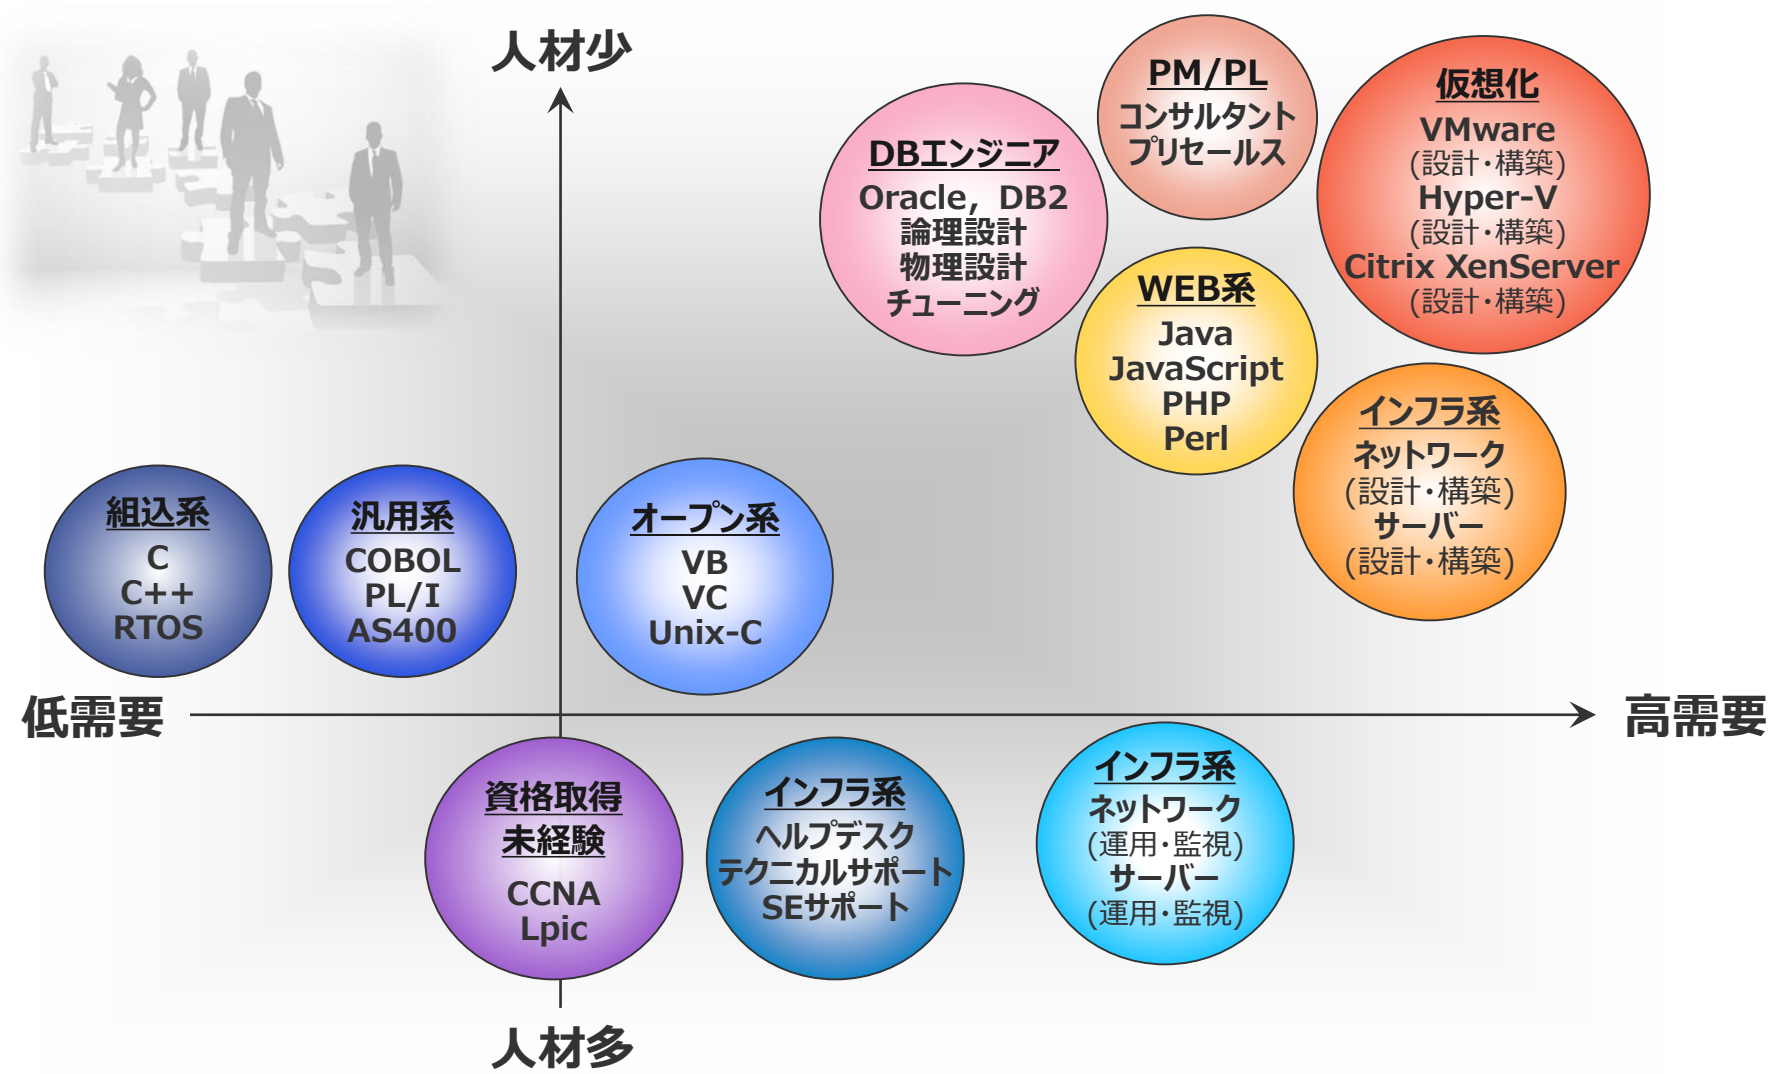 人材少
PM/PL
コンサルタント
プリセールス
仮想化
VMware
(設計・構築)
Hyper-V
(設計・構築)
Citrix XenServer
(設計・構築)
DBエンジニア
Oracle, DB2
論理設計
物理設計
チューニング
WEB系
Java
JavaScript
PHP
Perl
インフラ系
ネットワーク
(設計・構築)
サーバー
(設計・構築)
組込系
C
C++
RTOS
汎用系
COBOL
PL/I
AS400
オープン系
VB
VC
Unix-C
低需要
高需要
資格取得
未経験
CCNA
Lpic
インフラ系
ヘルプデスク
テクニカルサポート
SEサポート
インフラ系
ネットワーク
(運用・監視)
サーバー
(運用・監視)
人材多